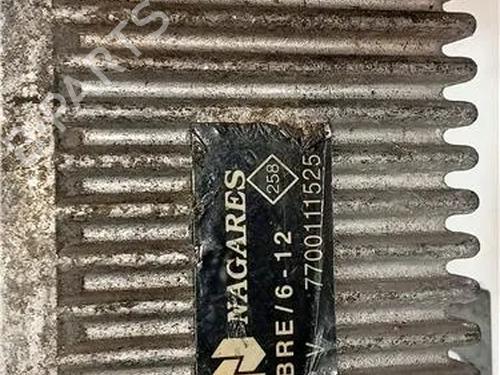 NAGARES
258
BRE/6-12
V 7700111525
PARTS